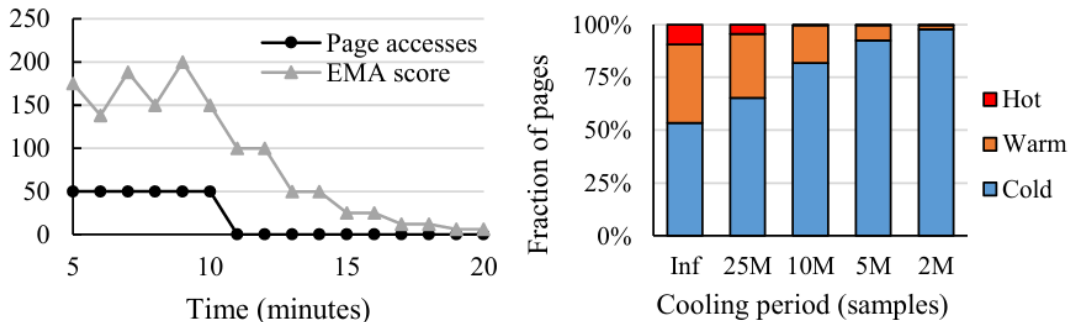 250
200
150
100
50
0
Page accesses
EMA score
5 10 15 20
Time (minutes)
Fraction of pages
100%
75%
50%
25%
0%
Hot
Warm
Cold
Inf 25M 10M 5M 2M
Cooling period (samples)